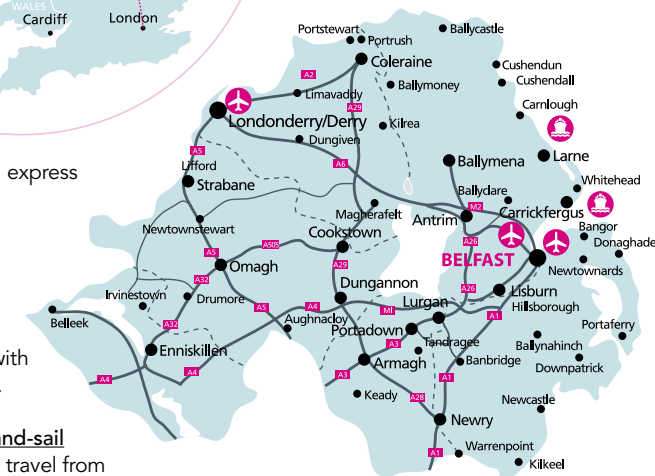 WALES
Cardiff
London
express
with
and-sail
travel from
Portstewart
Portrush
Ballycastle
Coleraine
Cushendun
Cushendall
A2
Limavaddy
A29
Ballymoney
Carnlough
Londonderry/Derry
Kilrea
Dungiven
A5
A6
Larne
Ballymena
Lifford
Strabane
Whitehead
Ballyclare
M2
Magherafelt
Antrim
Carrickfergus
Newtownstewart
Bangor
Donaghade
Cookstown
A26
A5
A505
BELFAST
Omagh
A29
Newtownards
A32
Dungannon
A26
Lisburn
Irvinestown
Drumore
A5
A4
M1
Lurgan
A1
Hillsborough
Belleek
A32
Aughnacloy
Portadown
Portaferry
Enniskillen
A3
Tandragee
Ballynahinch
Armagh
Banbridge
Downpatrick
A4
A4
A3
A1
Keady
A28
Newcastle
Newry
A1
Warrenpoint
Kilkeel